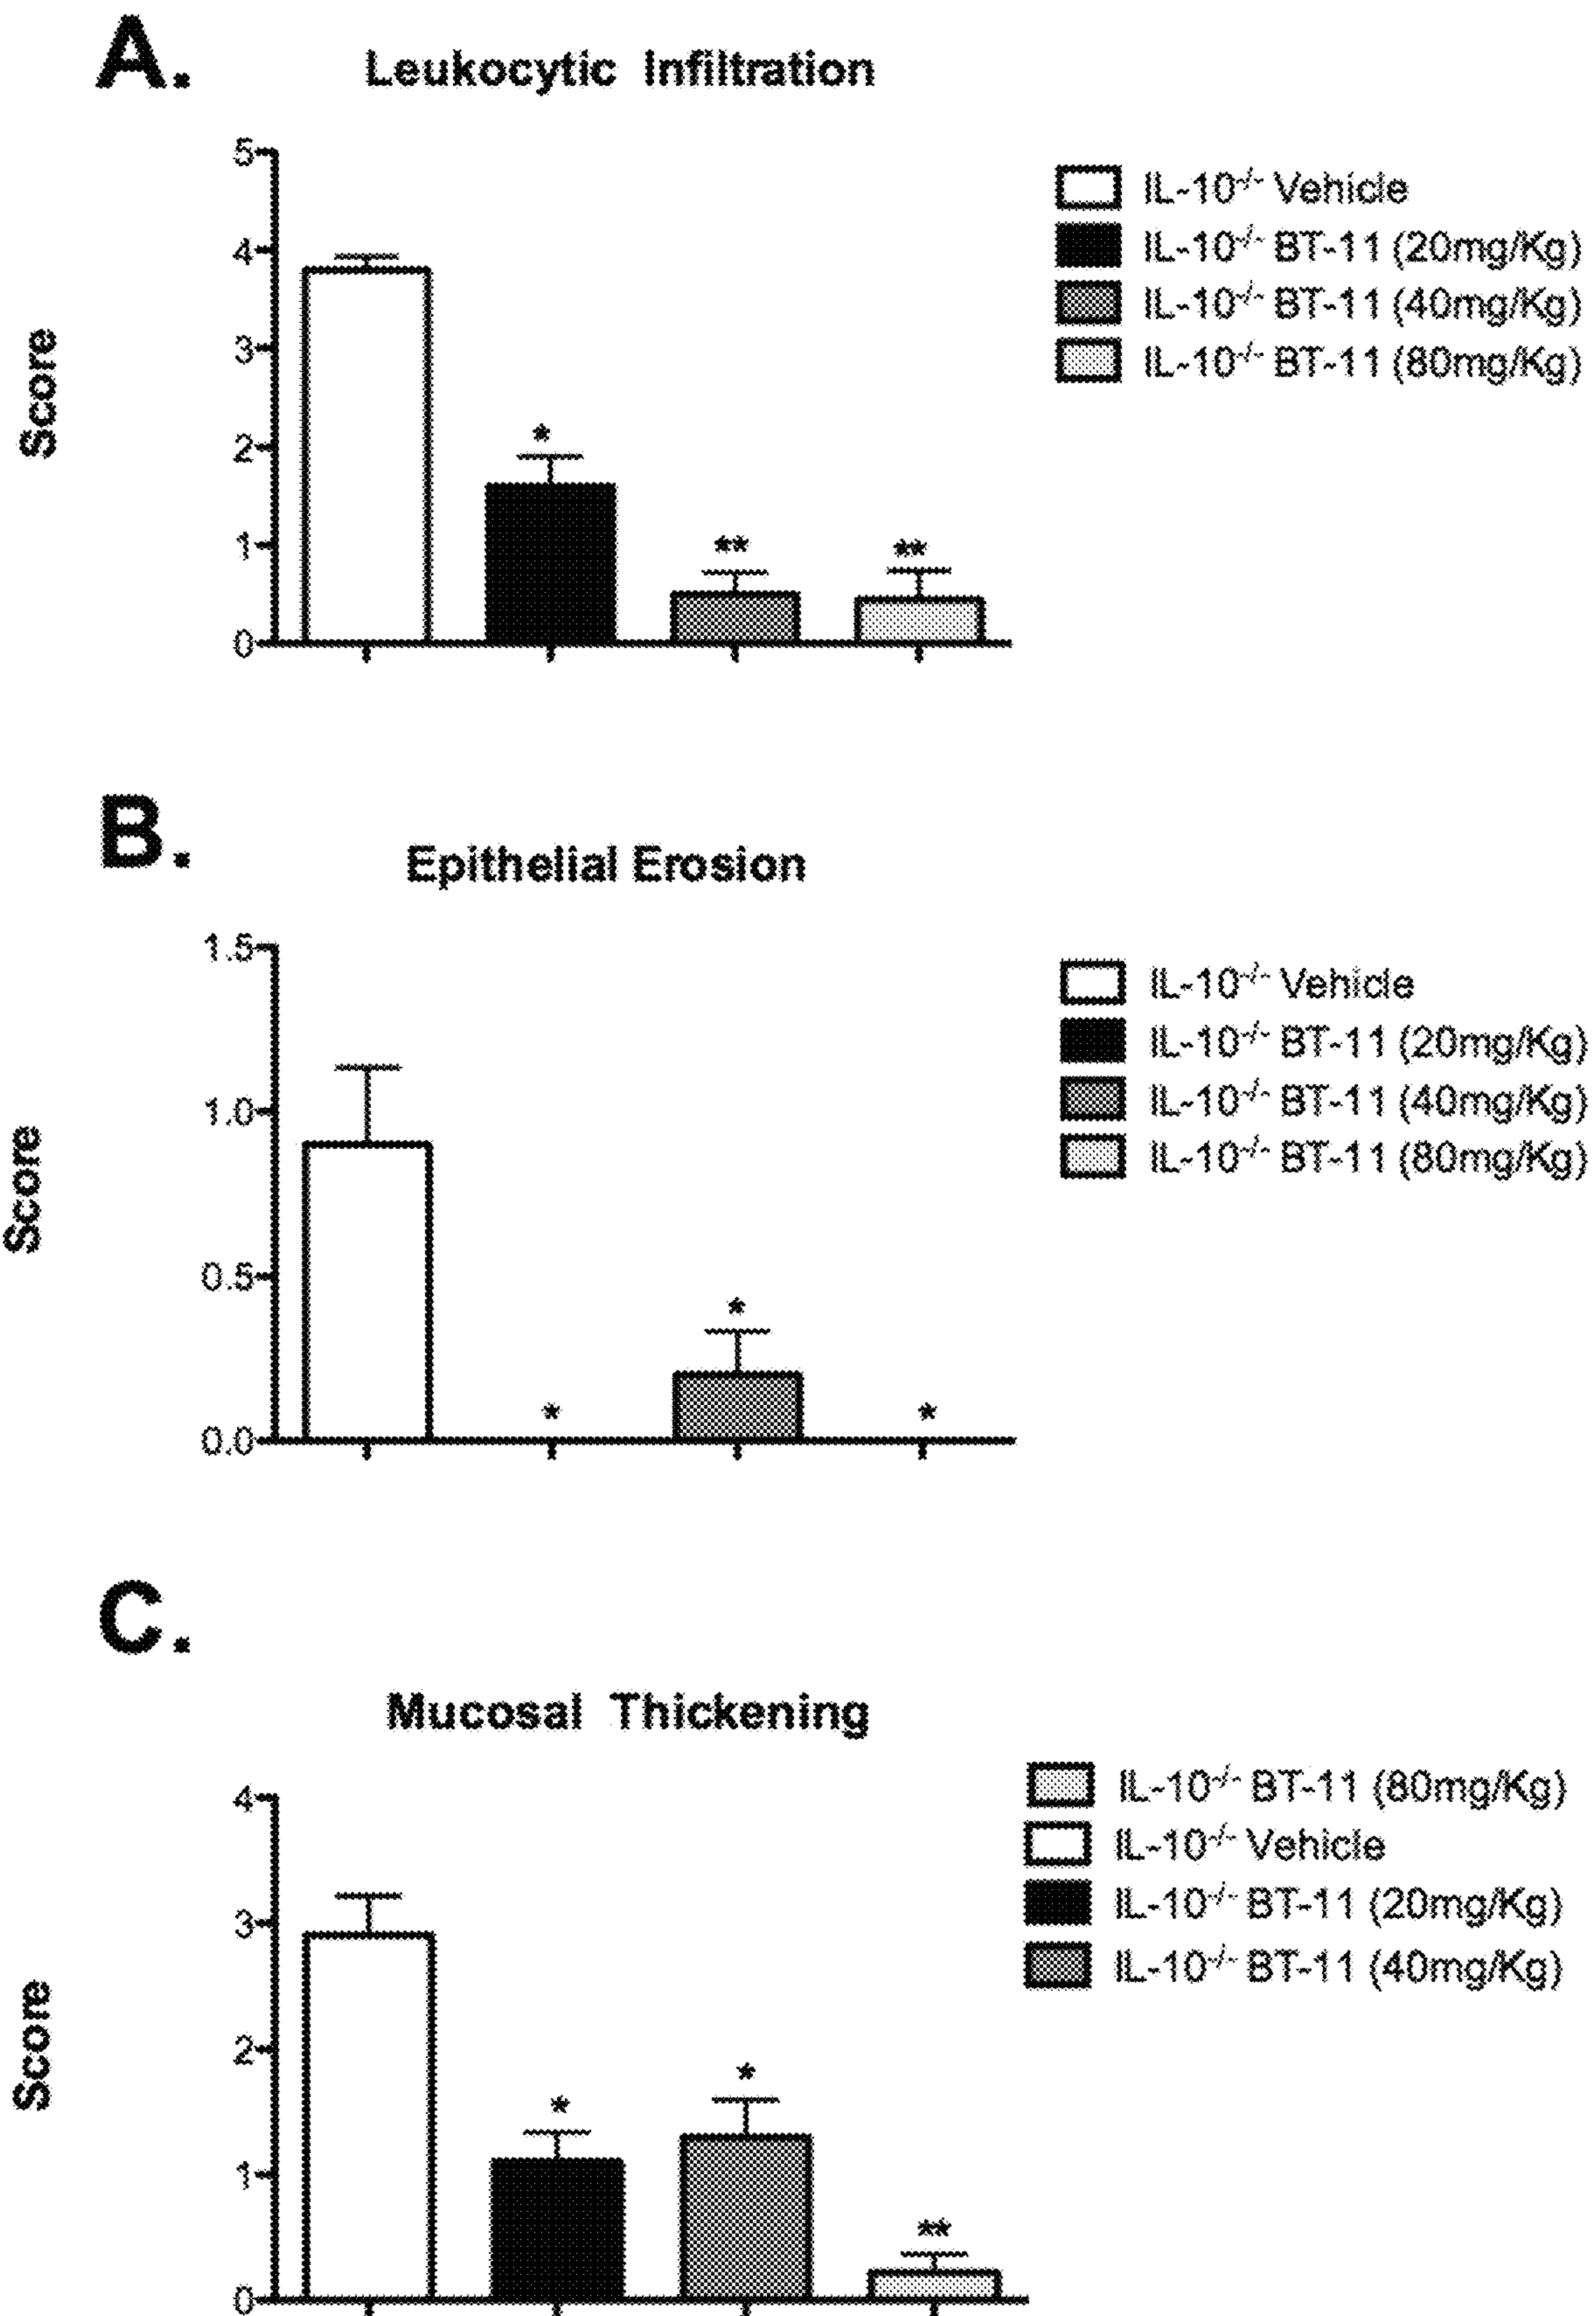 A.
Leukocytic Infiltration
Score
5
4
3
2
1
0
*
**
**
IL-10-/- Vehicle
IL-10-/- BT-11 (20mg/Kg)
IL-10-/- BT-11 (40mg/Kg)
IL-10-/- BT-11 (80mg/Kg)
B.
Epithelial Erosion
Score
1.5
1.0
0.5
0.0
*
*
*
IL-10-/- Vehicle
IL-10-/- BT-11 (20mg/Kg)
IL-10-/- BT-11 (40mg/Kg)
IL-10-/- BT-11 (80mg/Kg)
C.
Mucosal Thickening
Score
4
3
2
1
0
*
*
**
IL-10-/- BT-11 (80mg/Kg)
IL-10-/- Vehicle
IL-10-/- BT-11 (20mg/Kg)
IL-10-/- BT-11 (40mg/Kg)